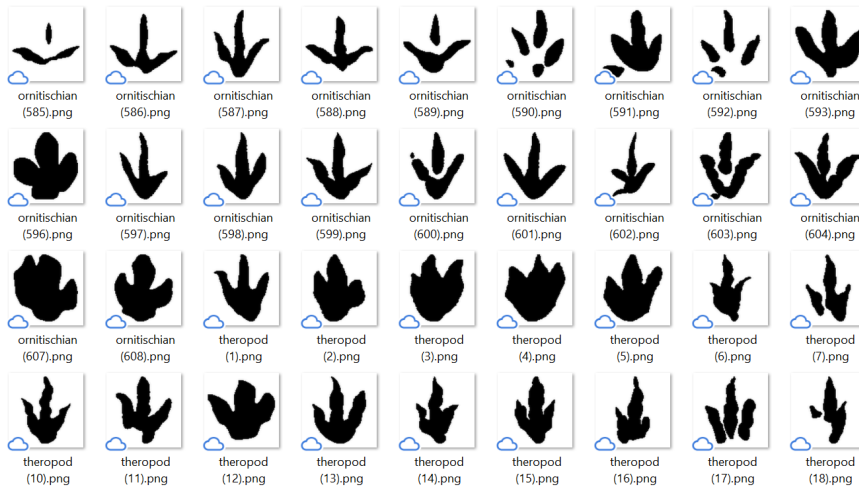 ornitischian
(585).png
ornitischian
(586).png
ornitischian
(587).png
ornitischian
(588).png
ornitischian
(589).png
ornitischian
(590).png
ornitischian
(591).png
ornitischian
(592).png
ornitischian
(593).png
ornitischian
(596).png
ornitischian
(597).png
ornitischian
(598).png
ornitischian
(599).png
ornitischian
(600).png
ornitischian
(601).png
ornitischian
(602).png
ornitischian
(603).png
ornitischian
(604).png
ornitischian
(607).png
ornitischian
(608).png
theropod
(1).png
theropod
(2).png
theropod
(3).png
theropod
(4).png
theropod
(5).png
theropod
(6).png
theropod
(7).png
theropod
(10).png
theropod
(11).png
theropod
(12).png
theropod
(13).png
theropod
(14).png
theropod
(15).png
theropod
(16).png
theropod
(17).png
theropod
(18).png